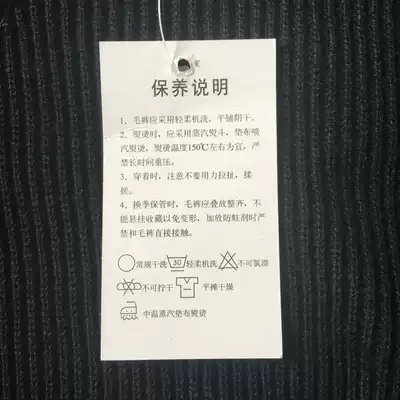 保养说明
1、毛裤应采用轻柔机洗，平铺阴干。
2、熨烫时，应采用蒸汽熨斗，垫布喷
汽熨烫，熨烫温度150℃左右为宜，严
禁长时间重压。
3、穿着时，注意不要用力拉扯，揉
搓。
4、换季保管时，毛裤应叠放整齐，不
能悬挂收藏以免变形，加放防蛀剂时严
禁和毛裤直接接触。
常规干洗 30 轻柔机洗 不可氯漂
不可拧干 平摊干燥
中温蒸汽垫布熨烫